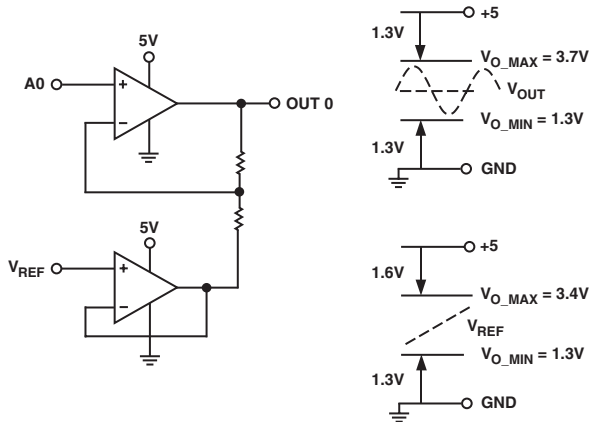 5V
A0
+
−
OUT 0
5V
VREF
+
−
+5
1.3V
VO_MAX = 3.7V
VOUT
VO_MIN = 1.3V
1.3V
GND
+5
1.6V
VO_MAX = 3.4V
VREF
VO_MIN = 1.3V
1.3V
GND